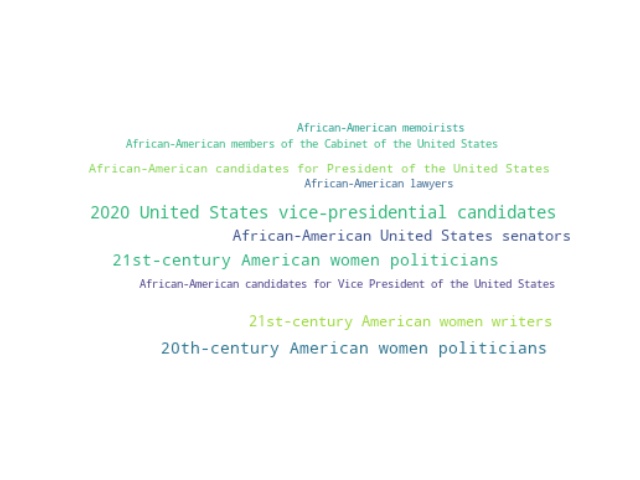 African-American memoirists
African-American members of the Cabinet of the United States
African-American candidates for President of the United States
African-American lawyers
2020 United States vice-presidential candidates
African-American United States senators
21st-century American women politicians
African-American candidates for Vice President of the United States
21st-century American women writers
20th-century American women politicians